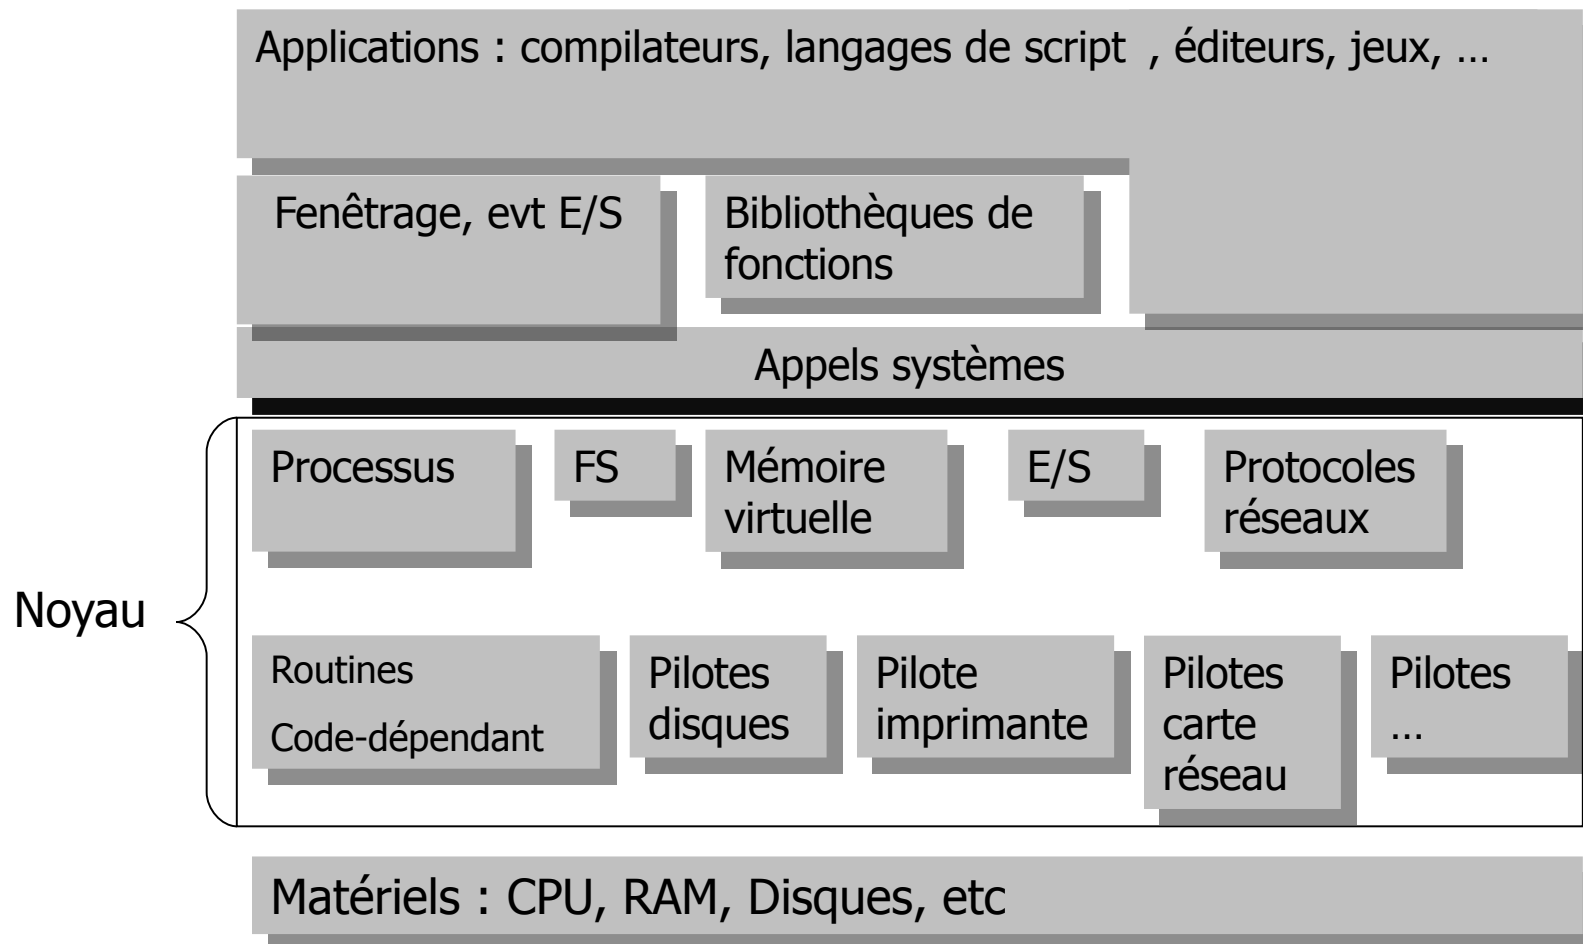 Applications : compilateurs, langages de script , éditeurs, jeux, …
Fenêtrage, evt E/S
Bibliothèques de
fonctions
Appels systèmes
Processus
FS
Mémoire
virtuelle
E/S
Protocoles
réseaux
Noyau
Routines
Code-dépendant
Pilotes
disques
Pilote
imprimante
Pilotes
carte
réseau
Pilotes
…
Matériels : CPU, RAM, Disques, etc